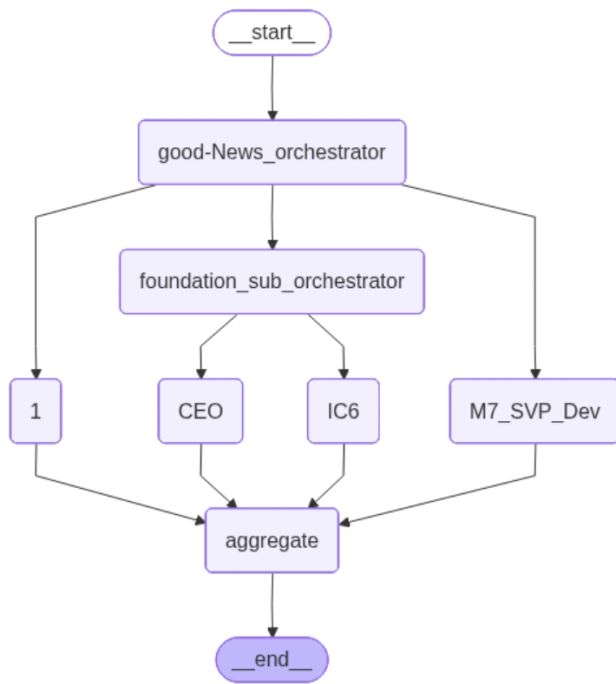 __start__
good-News_orchestrator
foundation_sub_orchestrator
1
CEO
IC6
M7_SVP_Dev
aggregate
__end__